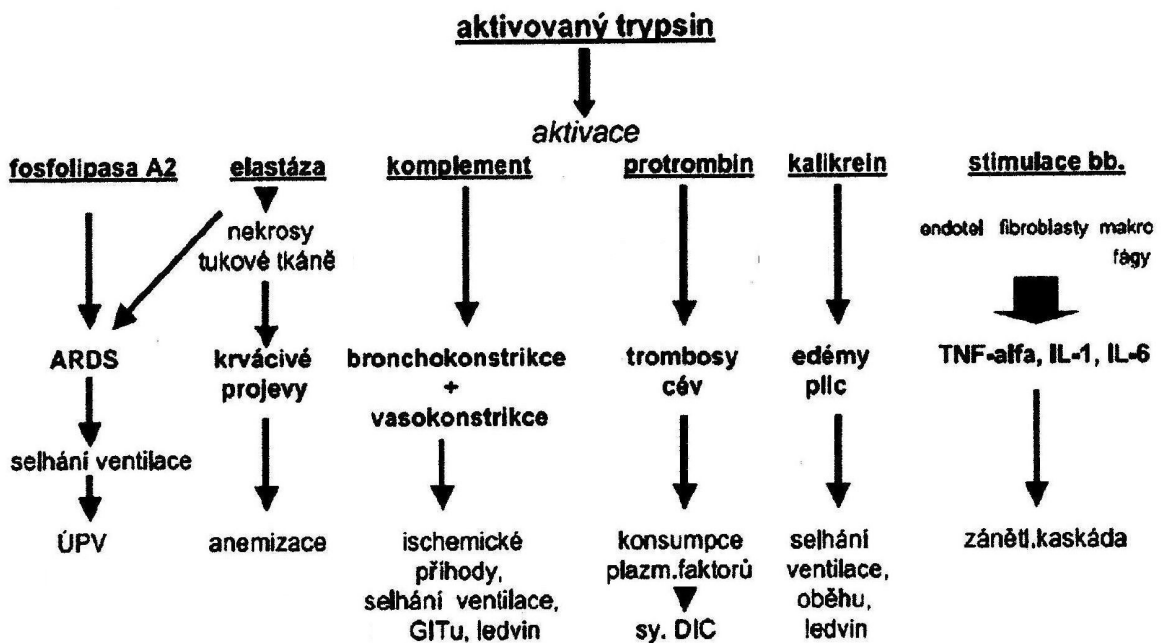 aktivovaný trypsin
aktivace
fosfolipasa A2
elastáza
komplement
protrombin
kalikrein
stimulace bb.
nekrosy
tukové tkáně
endotel fibroblasty makro
fágy
ARDS
krvácivé
projevy
bronchokonstrikce
+
vasokonstrikce
trombosy
cév
edémy
plic
TNF-alfa, IL-1, IL-6
selhání ventilace
ÚPV
anemizace
ischemické
příhody,
selhání ventilace,
GITu, ledvin
konsumpce
plazm.faktorů
sy. DIC
selhání
ventilace,
oběhu,
ledvin
zánětl.kaskáda